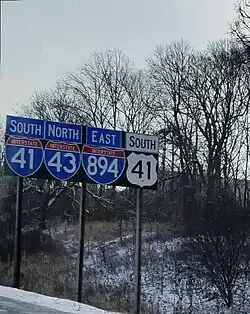 SOUTH NORTH EAST SOUTH
INTERSTATE INTERSTATE INTERSTATE
41 43 894 41